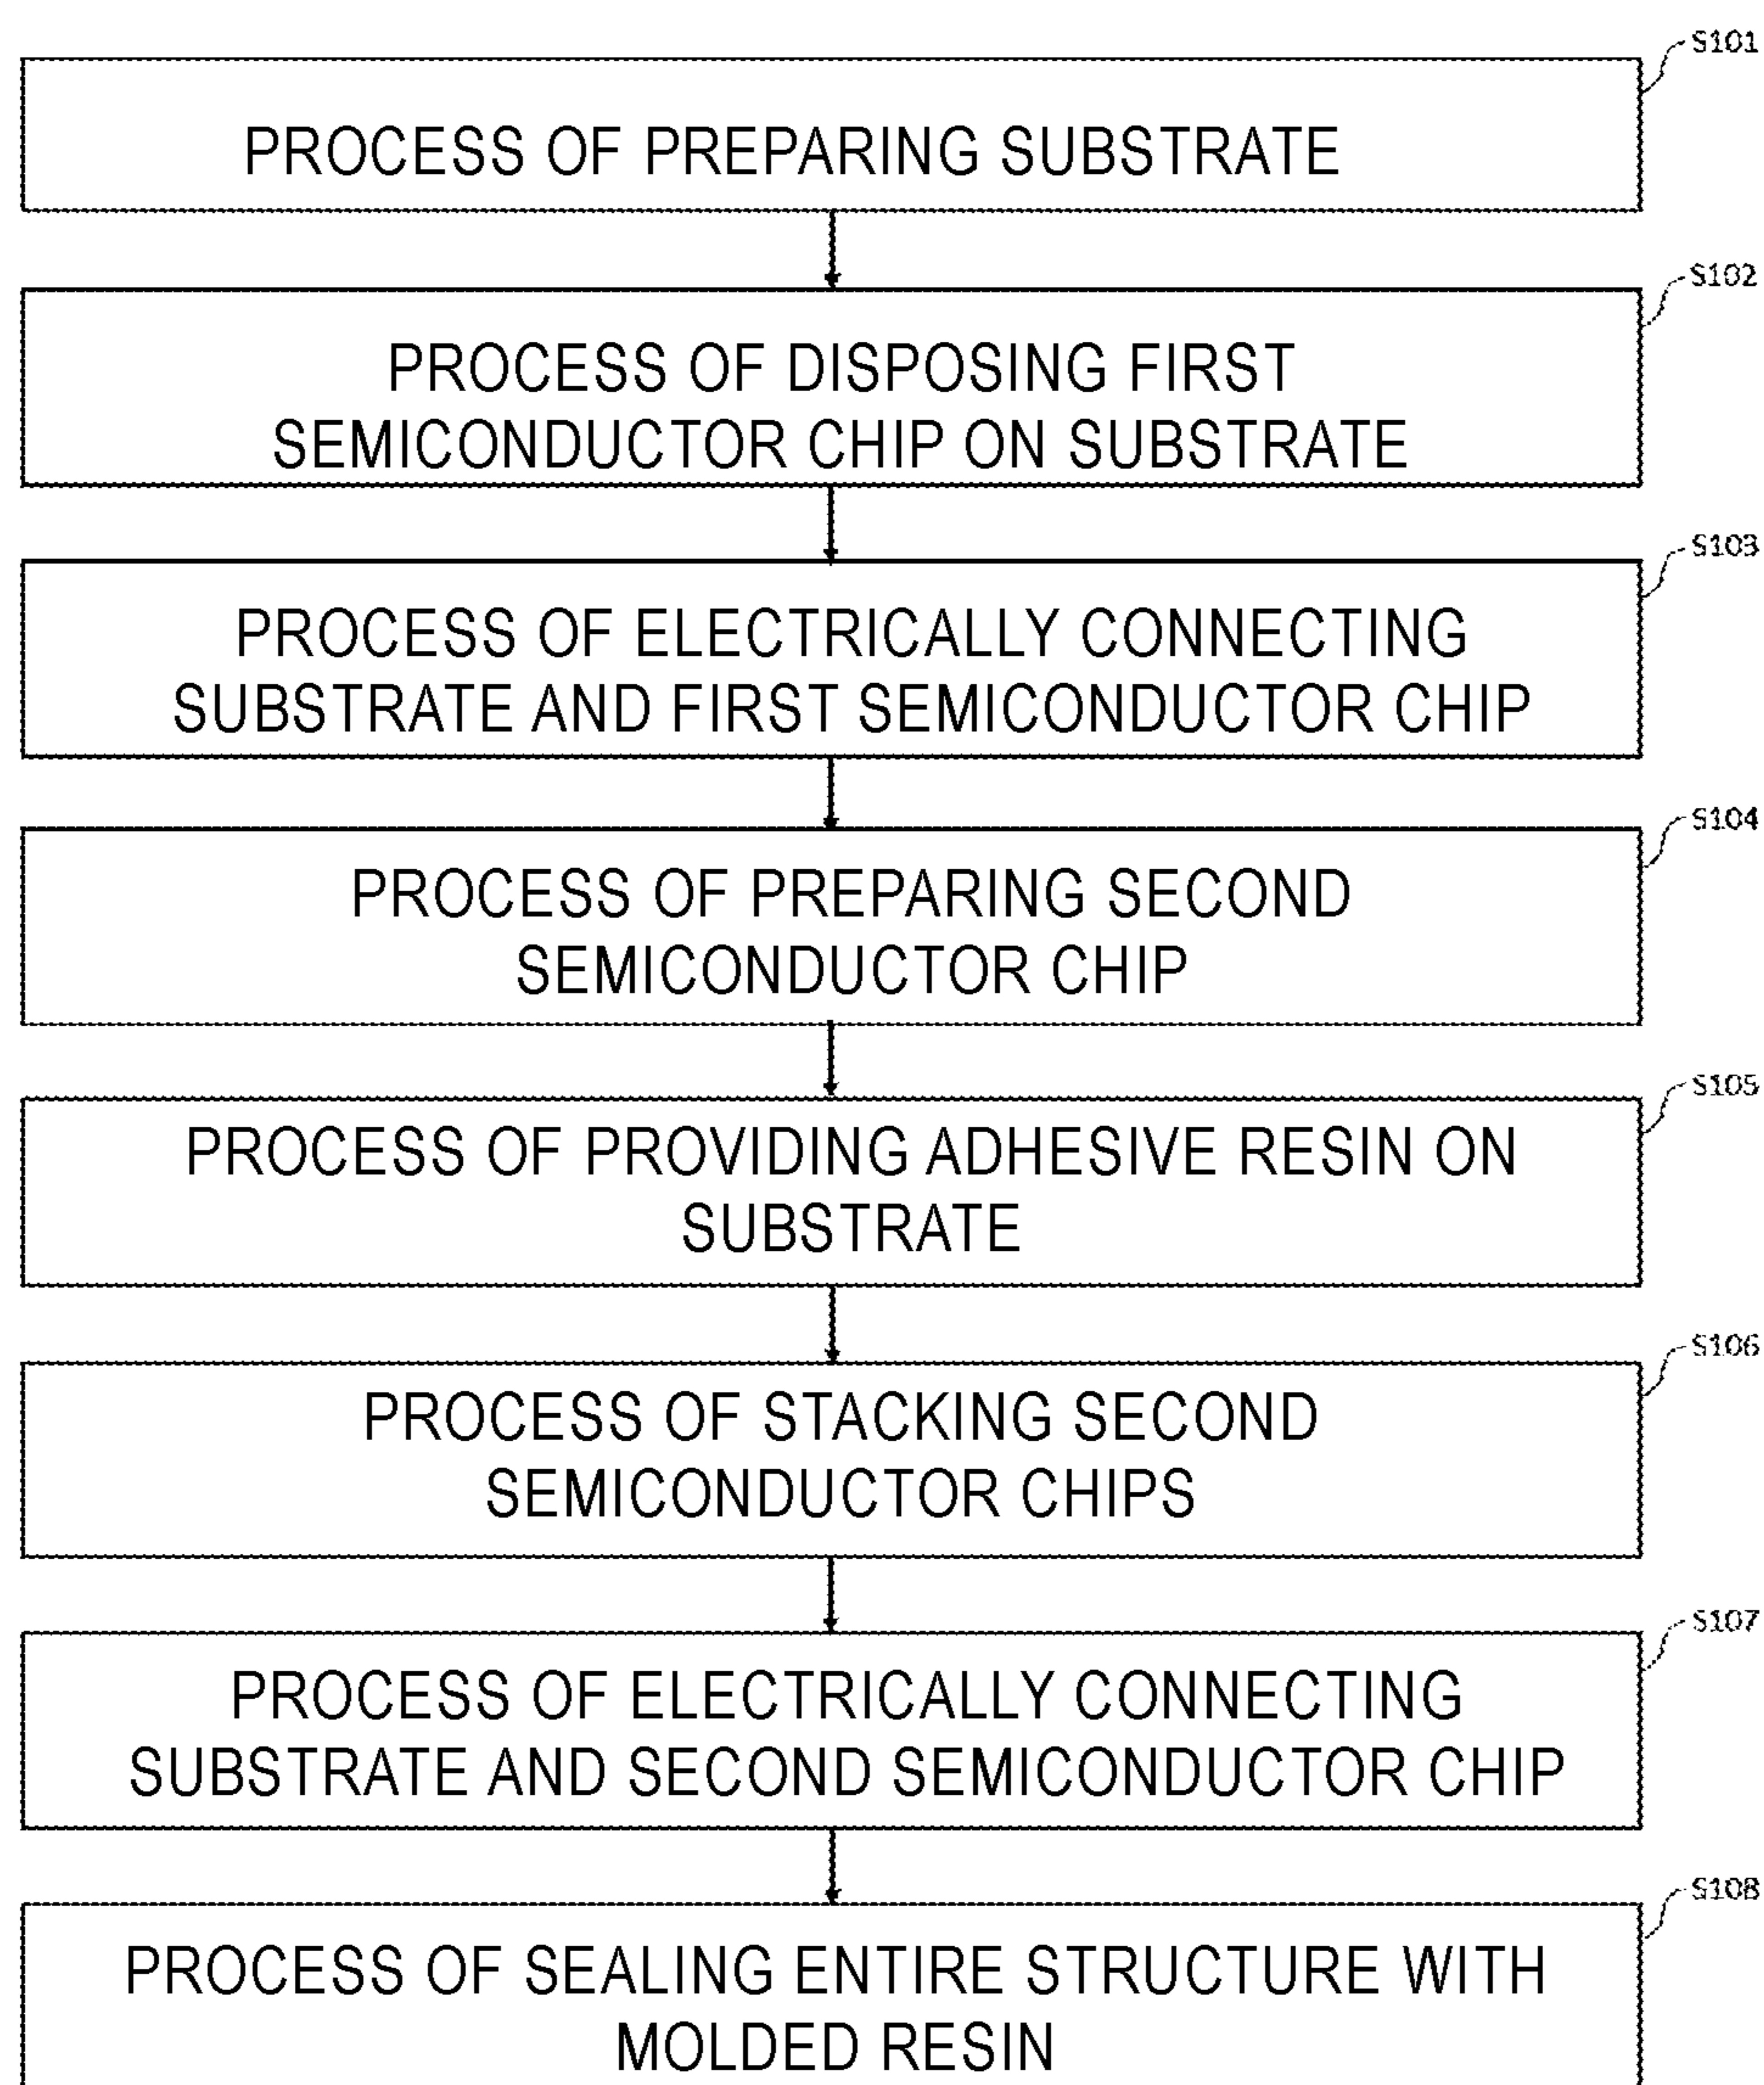 S101
PROCESS OF PREPARING SUBSTRATE
S102
PROCESS OF DISPOSING FIRST
SEMICONDUCTOR CHIP ON SUBSTRATE
S103
PROCESS OF ELECTRICALLY CONNECTING
SUBSTRATE AND FIRST SEMICONDUCTOR CHIP
S104
PROCESS OF PREPARING SECOND
SEMICONDUCTOR CHIP
S105
PROCESS OF PROVIDING ADHESIVE RESIN ON
SUBSTRATE
S106
PROCESS OF STACKING SECOND
SEMICONDUCTOR CHIPS
S107
PROCESS OF ELECTRICALLY CONNECTING
SUBSTRATE AND SECOND SEMICONDUCTOR CHIP
S108
PROCESS OF SEALING ENTIRE STRUCTURE WITH
MOLDED RESIN